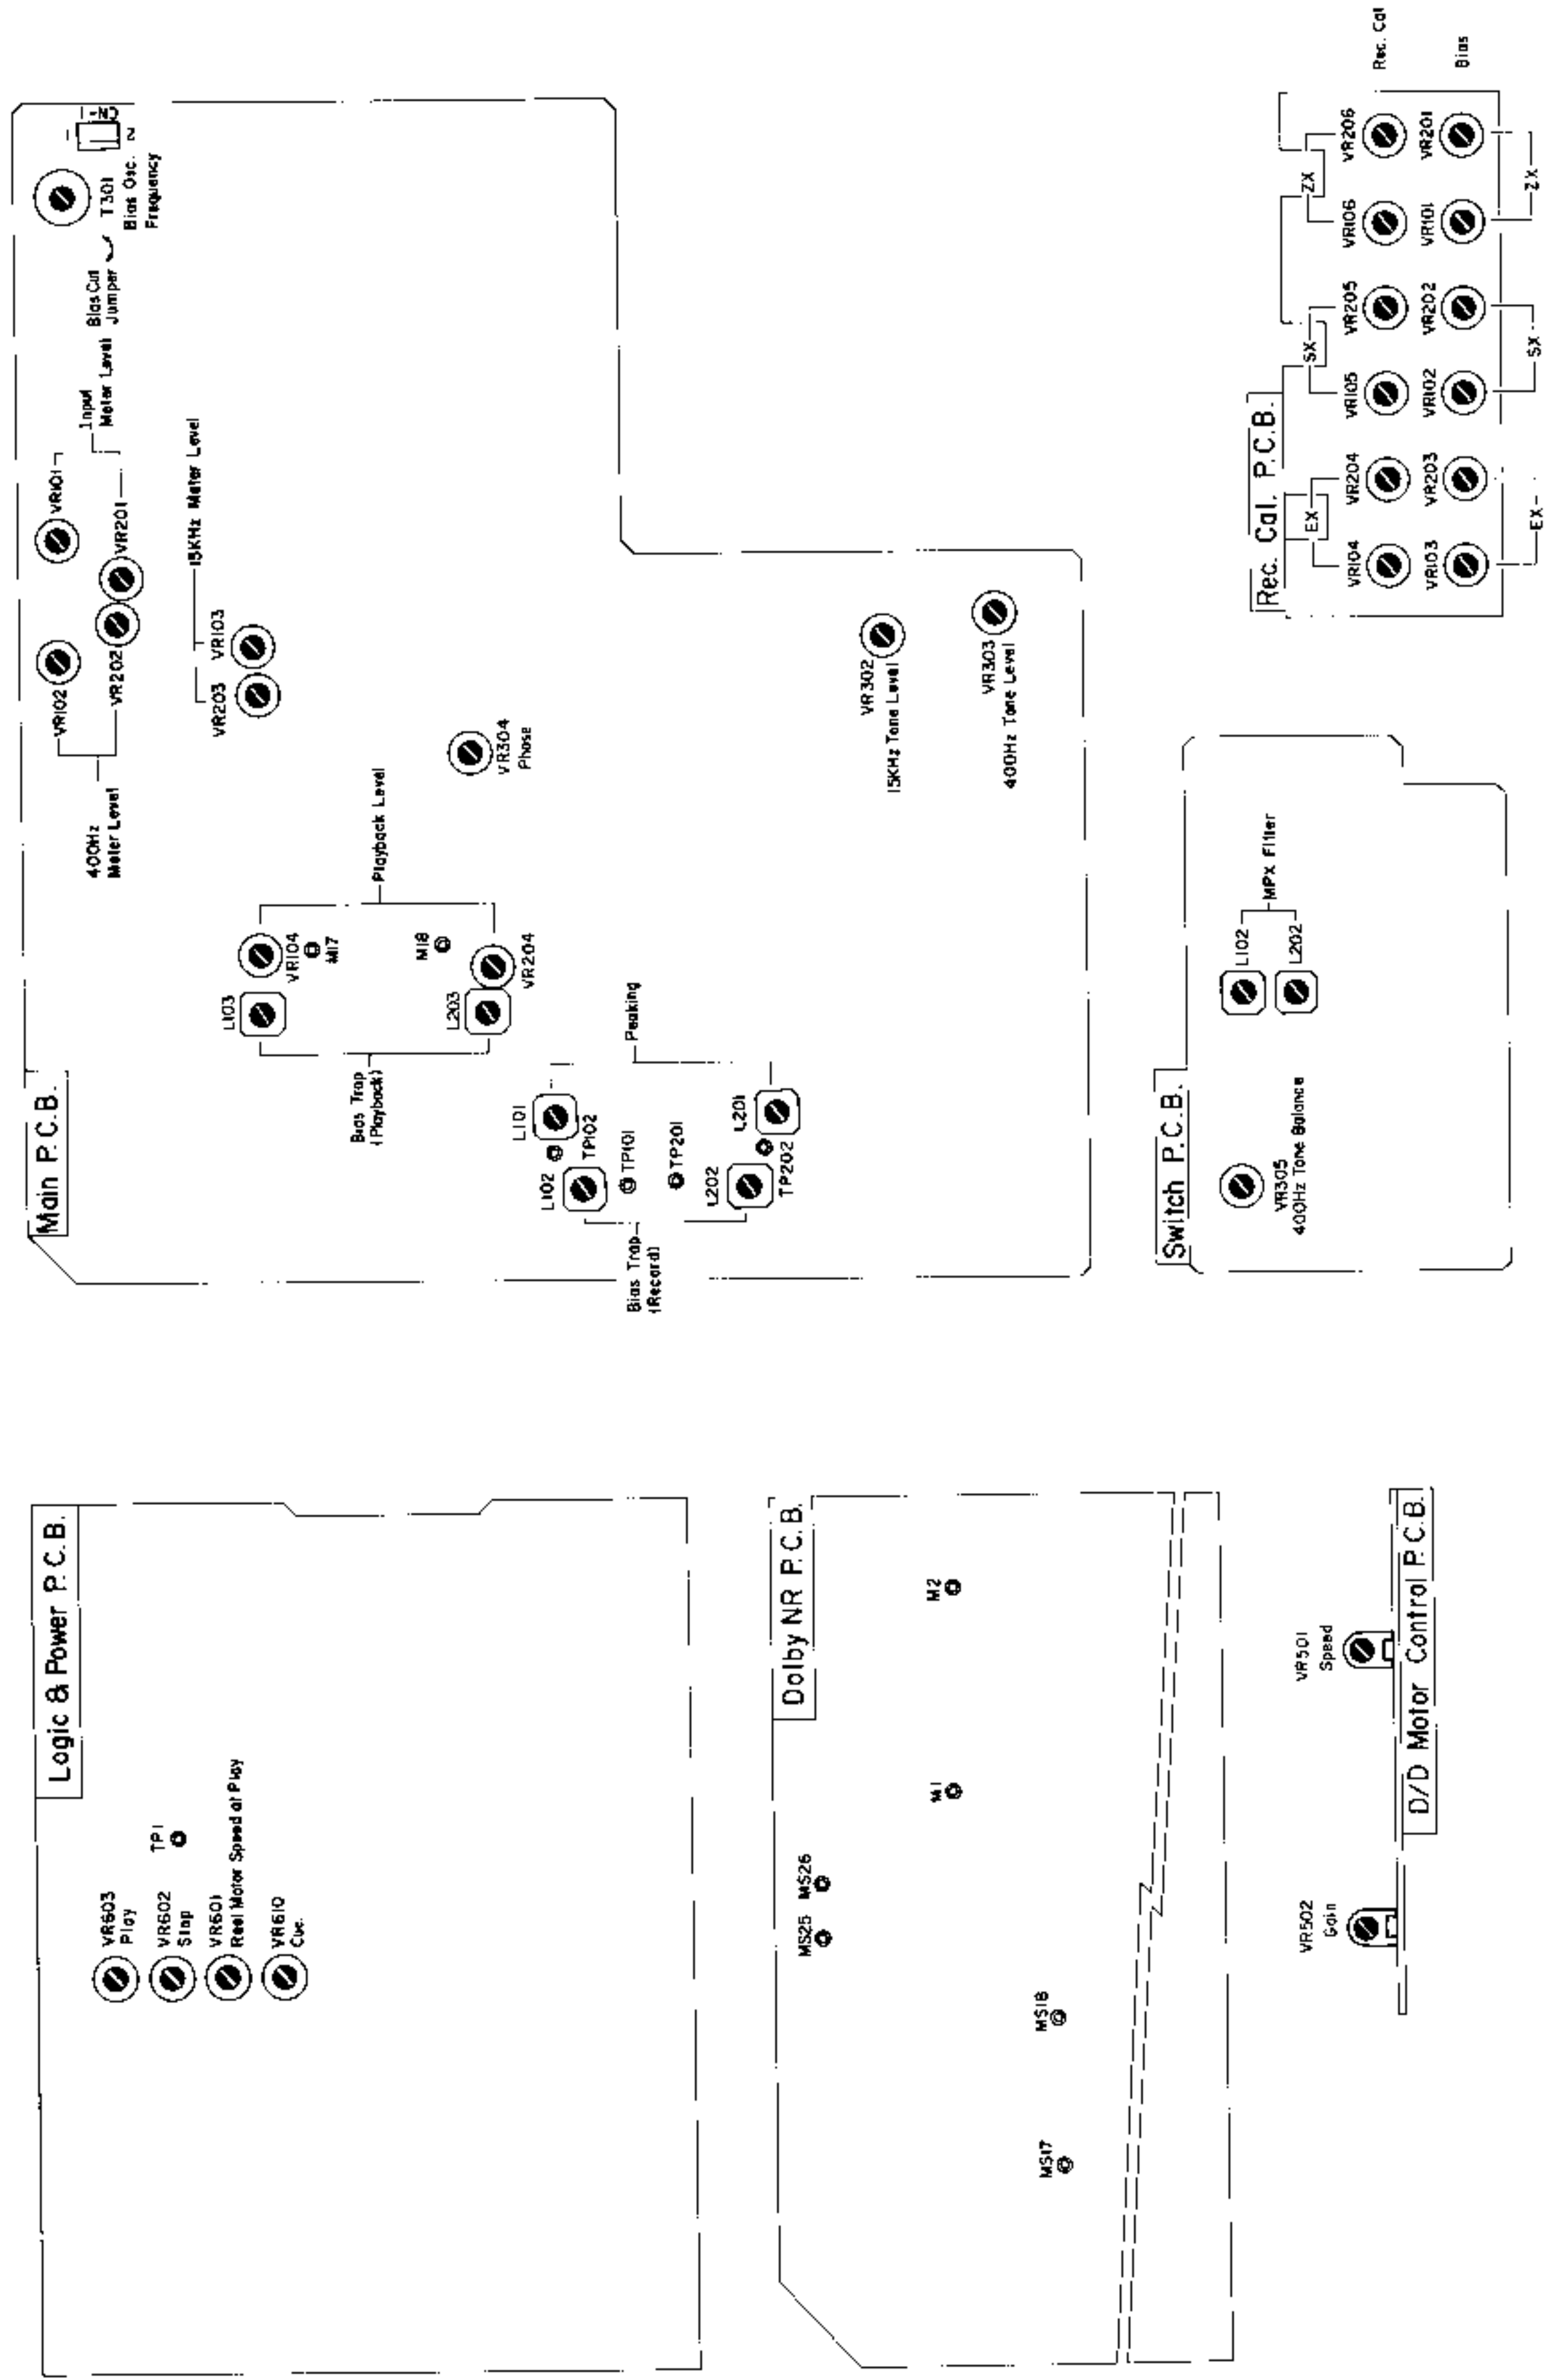 Logic & Power P.C.B.
VR603
Play
VR602
Stop
VR601
Reel Motor Speed at Play
VR610
Cue.
TP1
Dolby NR P.C.B.
MS25
MS26
M1
M2
MS17
MS18
VR502
Gain
VR501
Speed
D/D Motor Control P.C.B.
Main P.C.B.
400Hz
Meter Level
VR102
VR202
VR101
VR201
Input
Meter Level
Bias Cut
Jumper
T301
Bias Osc.
Frequency
2
CN-1
VR203
VR103
15KHz Meter Level
L103
VR104
M17
M18
L203
VR204
Playback Level
Bias Trap
(Playback)
VR304
Phase
L101
L102
TP102
TP101
TP201
L202
L201
TP202
Peaking
Bias Trap
(Record)
VR302
15KHz Tone Level
VR303
400Hz Tone Level
Switch P.C.B.
VR305
400Hz Tone Balance
L102
L202
MPX Filter
Rec. Cal. P.C.B.
EX
SX
ZX
VR104
VR204
VR105
VR205
VR106
VR206
Rec. Cal
VR103
VR203
VR102
VR202
VR101
VR201
Bias
EX
SX
ZX